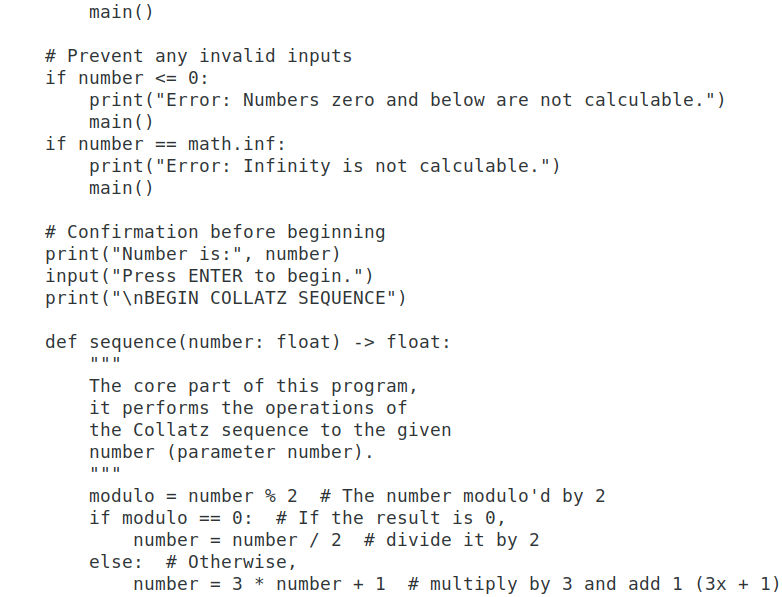 main()

    # Prevent any invalid inputs
    if number <= 0:
        print("Error: Numbers zero and below are not calculable.")
        main()
    if number == math.inf:
        print("Error: Infinity is not calculable.")
        main()

    # Confirmation before beginning
    print("Number is:", number)
    input("Press ENTER to begin.")
    print("\nBEGIN COLLATZ SEQUENCE")

    def sequence(number: float) -> float:
        """
        The core part of this program,
        it performs the operations of
        the Collatz sequence to the given
        number (parameter number).
        """
        modulo = number % 2  # The number modulo'd by 2
        if modulo == 0:  # If the result is 0,
            number = number / 2  # divide it by 2
        else:  # Otherwise,
            number = 3 * number + 1  # multiply by 3 and add 1 (3x + 1)